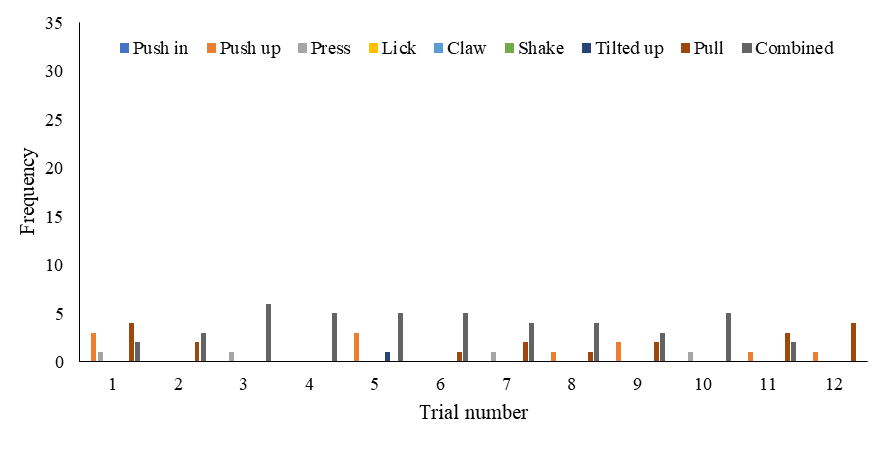 35
Push in Push up Press Lick Claw Shake Tilted up Pull Combined
30
25
20
15
10
5
0
Frequency
1 2 3 4 5 6 7 8 9 10 11 12
Trial number